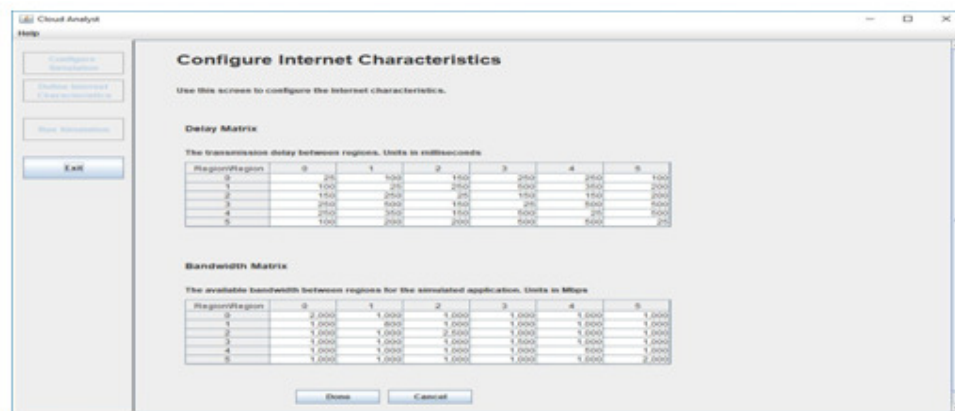 Cloud Analyst
Help
Configure Internet Characteristics
Configure
Simulation
Define Internet
Characteristics
Use this screen to configure the Internet characteristics.
Run Simulation
Delay Matrix
The transmission delay between regions. Units in milliseconds
Exit
Region\Region 0 1 2 3 4 5
0 25 100 150 250 250 100
1 100 25 250 500 350 200
2 150 250 25 150 150 200
3 250 500 150 25 500 500
4 250 350 150 500 25 500
5 100 200 200 500 500 25
Bandwidth Matrix
The available bandwidth between regions for the simulated application. Units in Mbps
Region\Region 0 1 2 3 4 5
0 2,000 1,000 1,000 1,000 1,000 1,000
1 1,000 800 1,000 1,000 1,000 1,000
2 1,000 1,000 2,500 1,000 1,000 1,000
3 1,000 1,000 1,000 1,500 1,000 1,000
4 1,000 1,000 1,000 1,000 500 1,000
5 1,000 1,000 1,000 1,000 1,000 2,000
Done Cancel